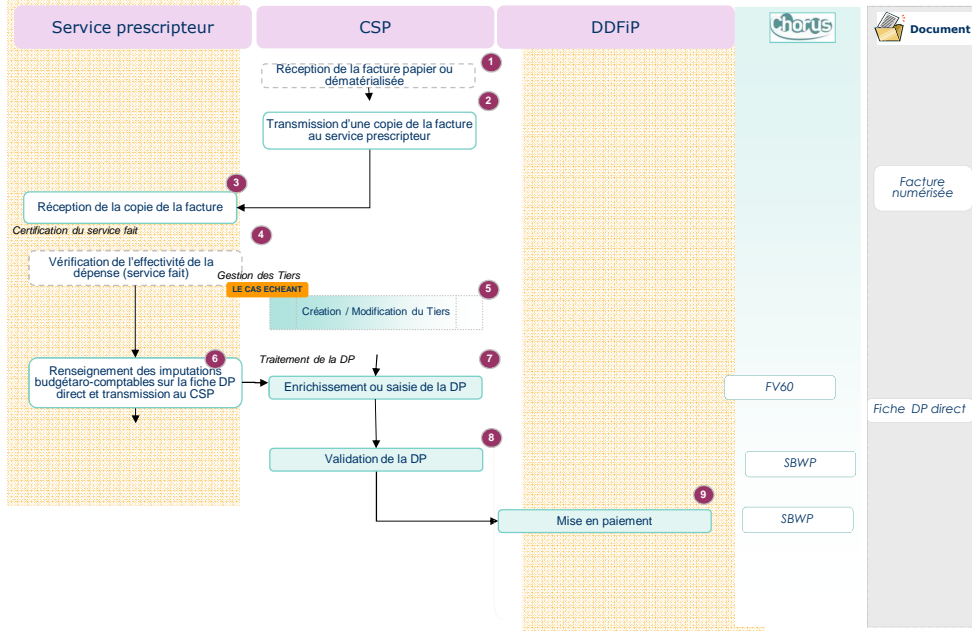 Service prescripteur
CSP
DDFiP
Chorus
Document
1
Réception de la facture papier ou
dématérialisée
2
Transmission d'une copie de la facture
au service prescripteur
3
Réception de la copie de la facture
Facture
numérisée
Certification du service fait
4
Vérification de l'effectivité de la
dépense (service fait)
Gestion des Tiers
LE CAS ECHEANT
5
Création / Modification du Tiers
6
Renseignement des imputations
budgétaro-comptables sur la fiche DP
direct et transmission au CSP
Traitement de la DP
7
Enrichissement ou saisie de la DP
FV60
Fiche DP direct
8
Validation de la DP
SBWP
9
Mise en paiement
SBWP